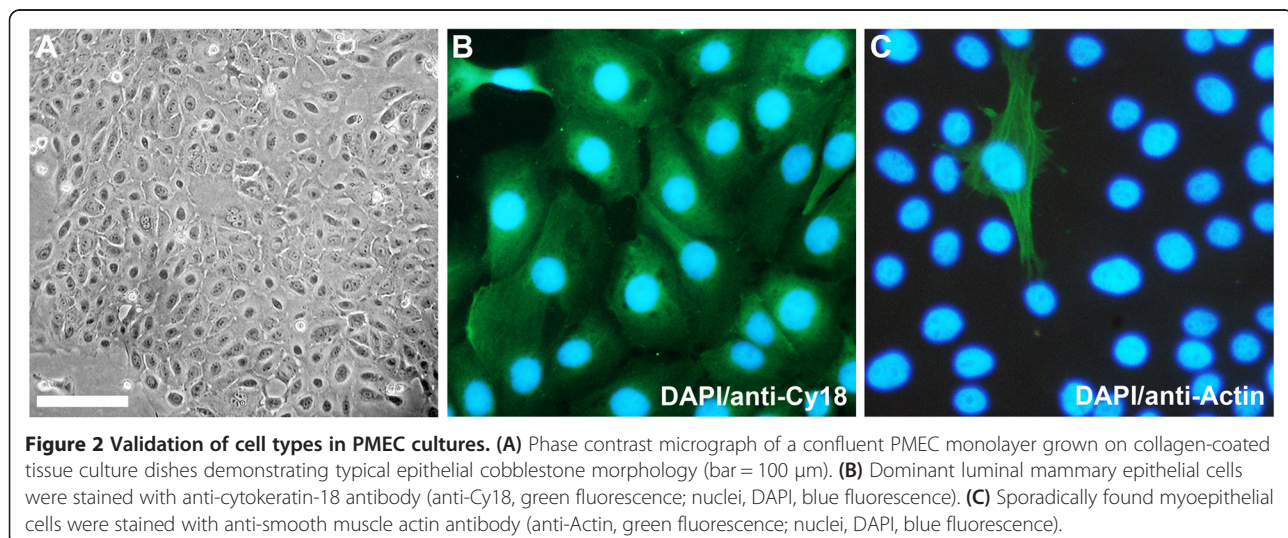 A
B
C
DAPI/anti-Cy18
DAPI/anti-Actin
Figure 2 Validation of cell types in PMEC cultures. (A) Phase contrast micrograph of a confluent PMEC monolayer grown on collagen-coated
tissue culture dishes demonstrating typical epithelial cobblestone morphology (bar = 100 μm). (B) Dominant luminal mammary epithelial cells
were stained with anti-cytokeratin-18 antibody (anti-Cy18, green fluorescence; nuclei, DAPI, blue fluorescence). (C) Sporadically found myoepithelial
cells were stained with anti-smooth muscle actin antibody (anti-Actin, green fluorescence; nuclei, DAPI, blue fluorescence).